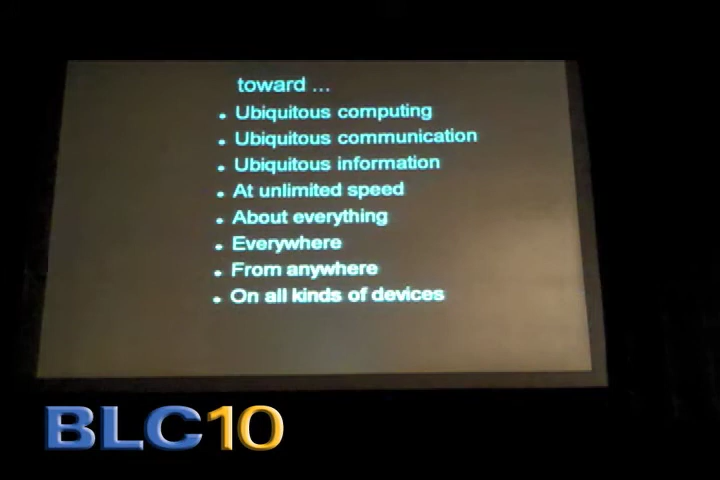 toward ...
• Ubiquitous computing
• Ubiquitous communication
• Ubiquitous information
• At unlimited speed
• About everything
• Everywhere
• From anywhere
• On all kinds of devices
BLC10